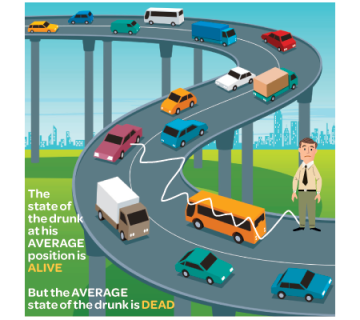 The
state of
the drunk
at his
AVERAGE
position is
ALIVE
But the AVERAGE
state of the drunk is DEAD